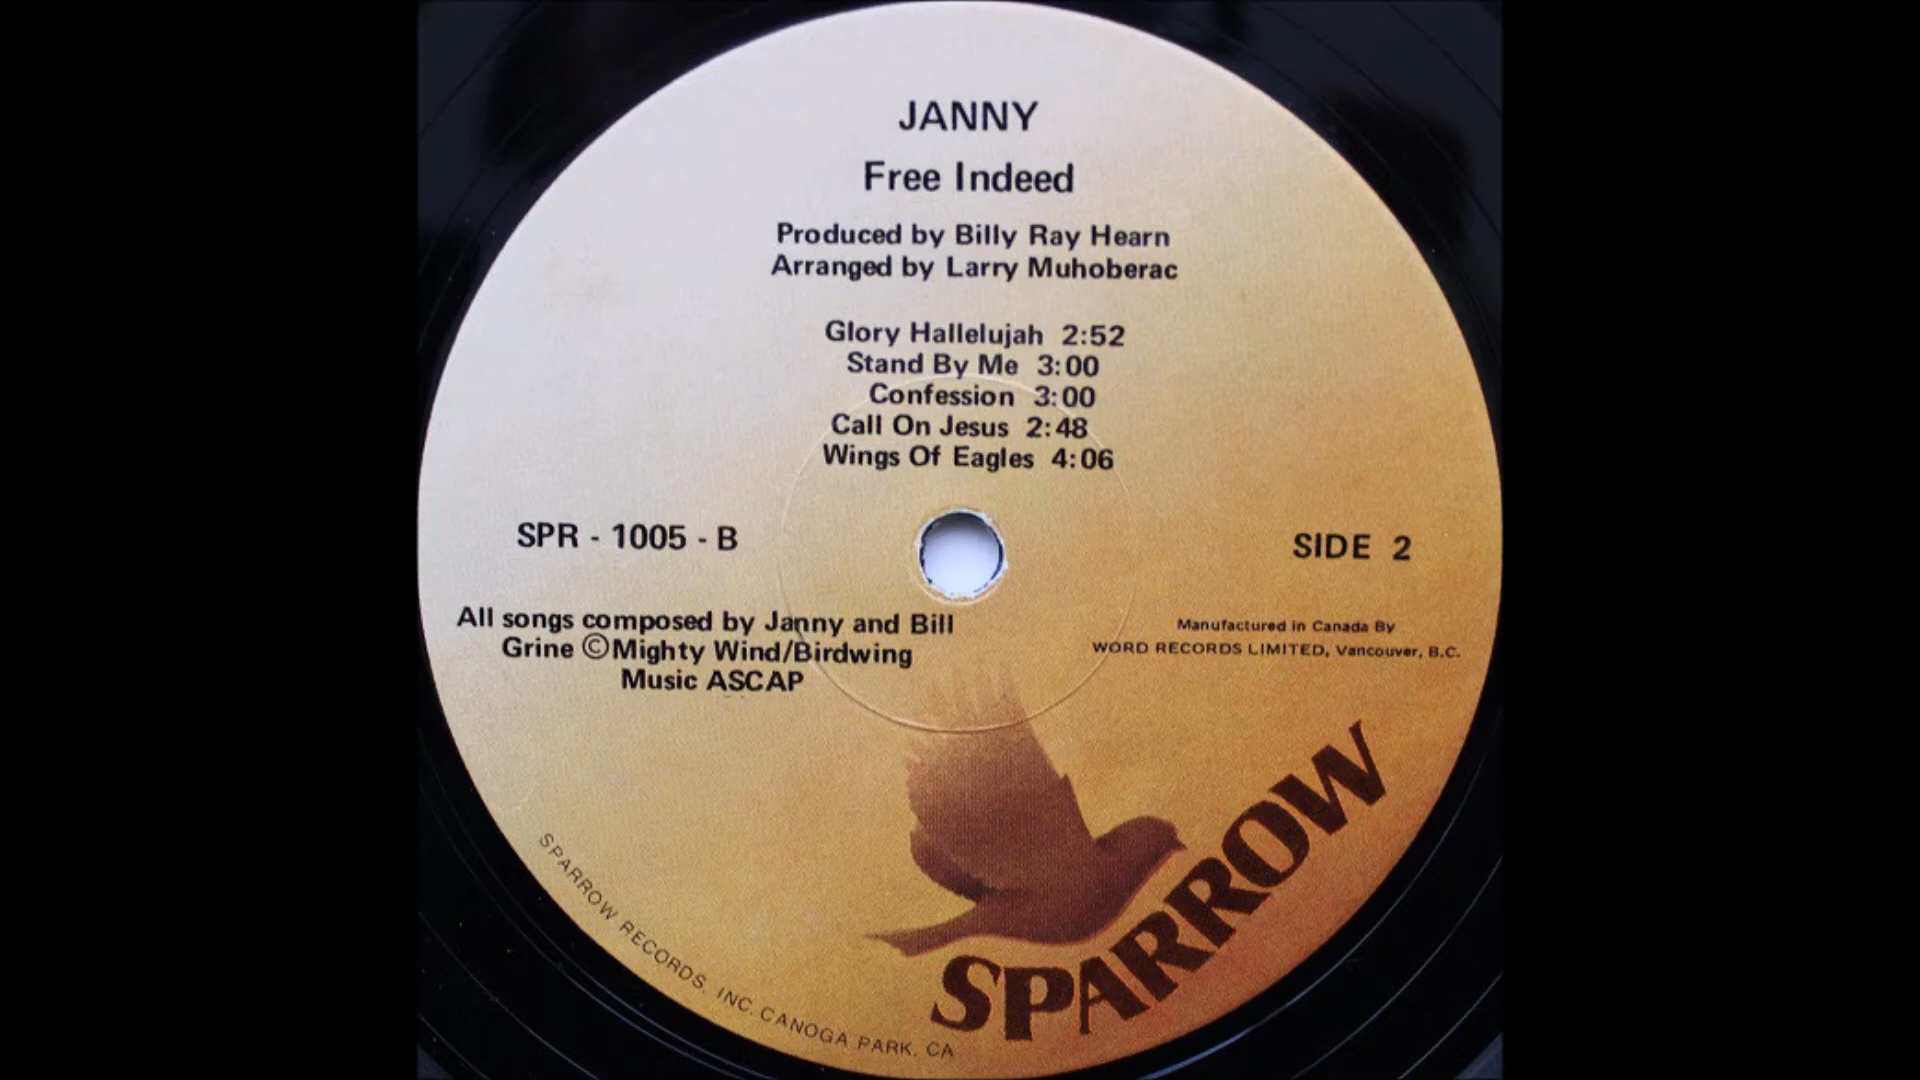 JANNY
Free Indeed
Produced by Billy Ray Hearn
Arranged by Larry Muhoberac
Glory Hallelujah 2:52
Stand By Me 3:00
Confession 3:00
Call On Jesus 2:48
Wings Of Eagles 4:06
SPR - 1005 - B
SIDE 2
All songs composed by Janny and Bill
Grine ©Mighty Wind/Birdwing
Music ASCAP
Manufactured in Canada By
WORD RECORDS LIMITED, Vancouver, B.C.
SPARROW
SPARROW RECORDS, INC. CANOGA PARK, CA